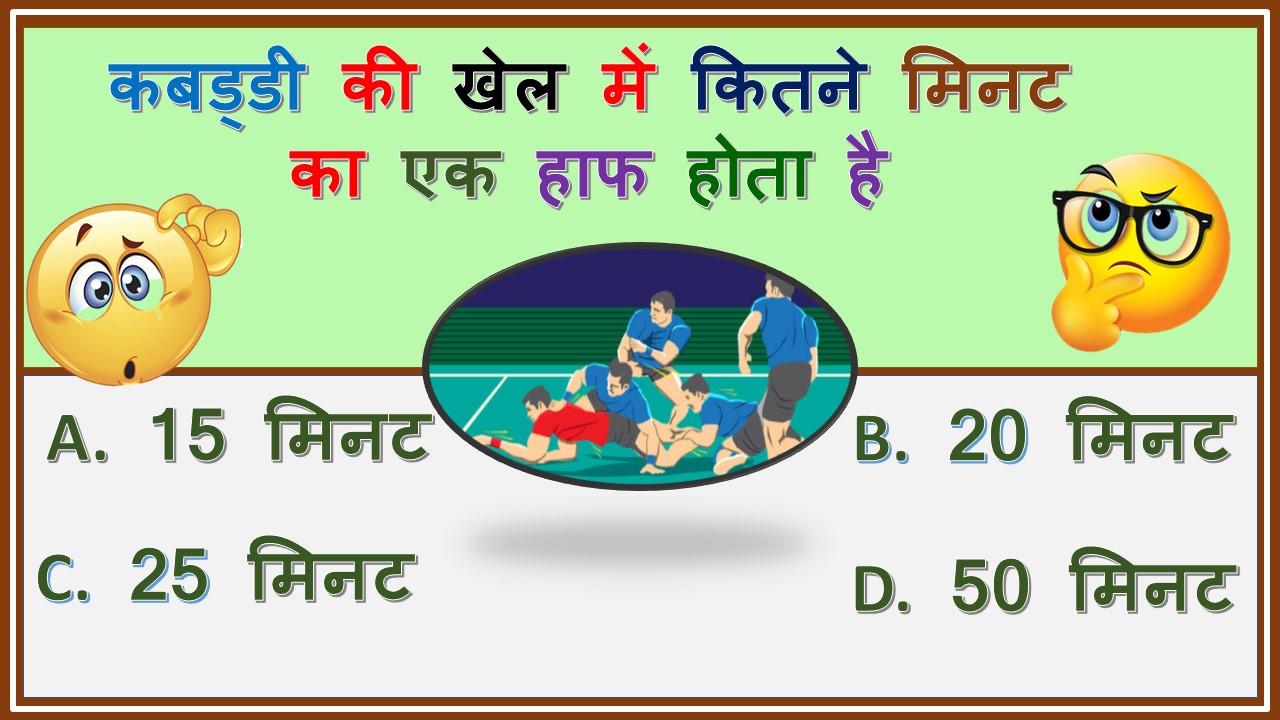 कबड्डी की खेल में कितने मिनट
का एक हाफ होता है
A. 15 मिनट
B. 20 मिनट
C. 25 मिनट
D. 50 मिनट